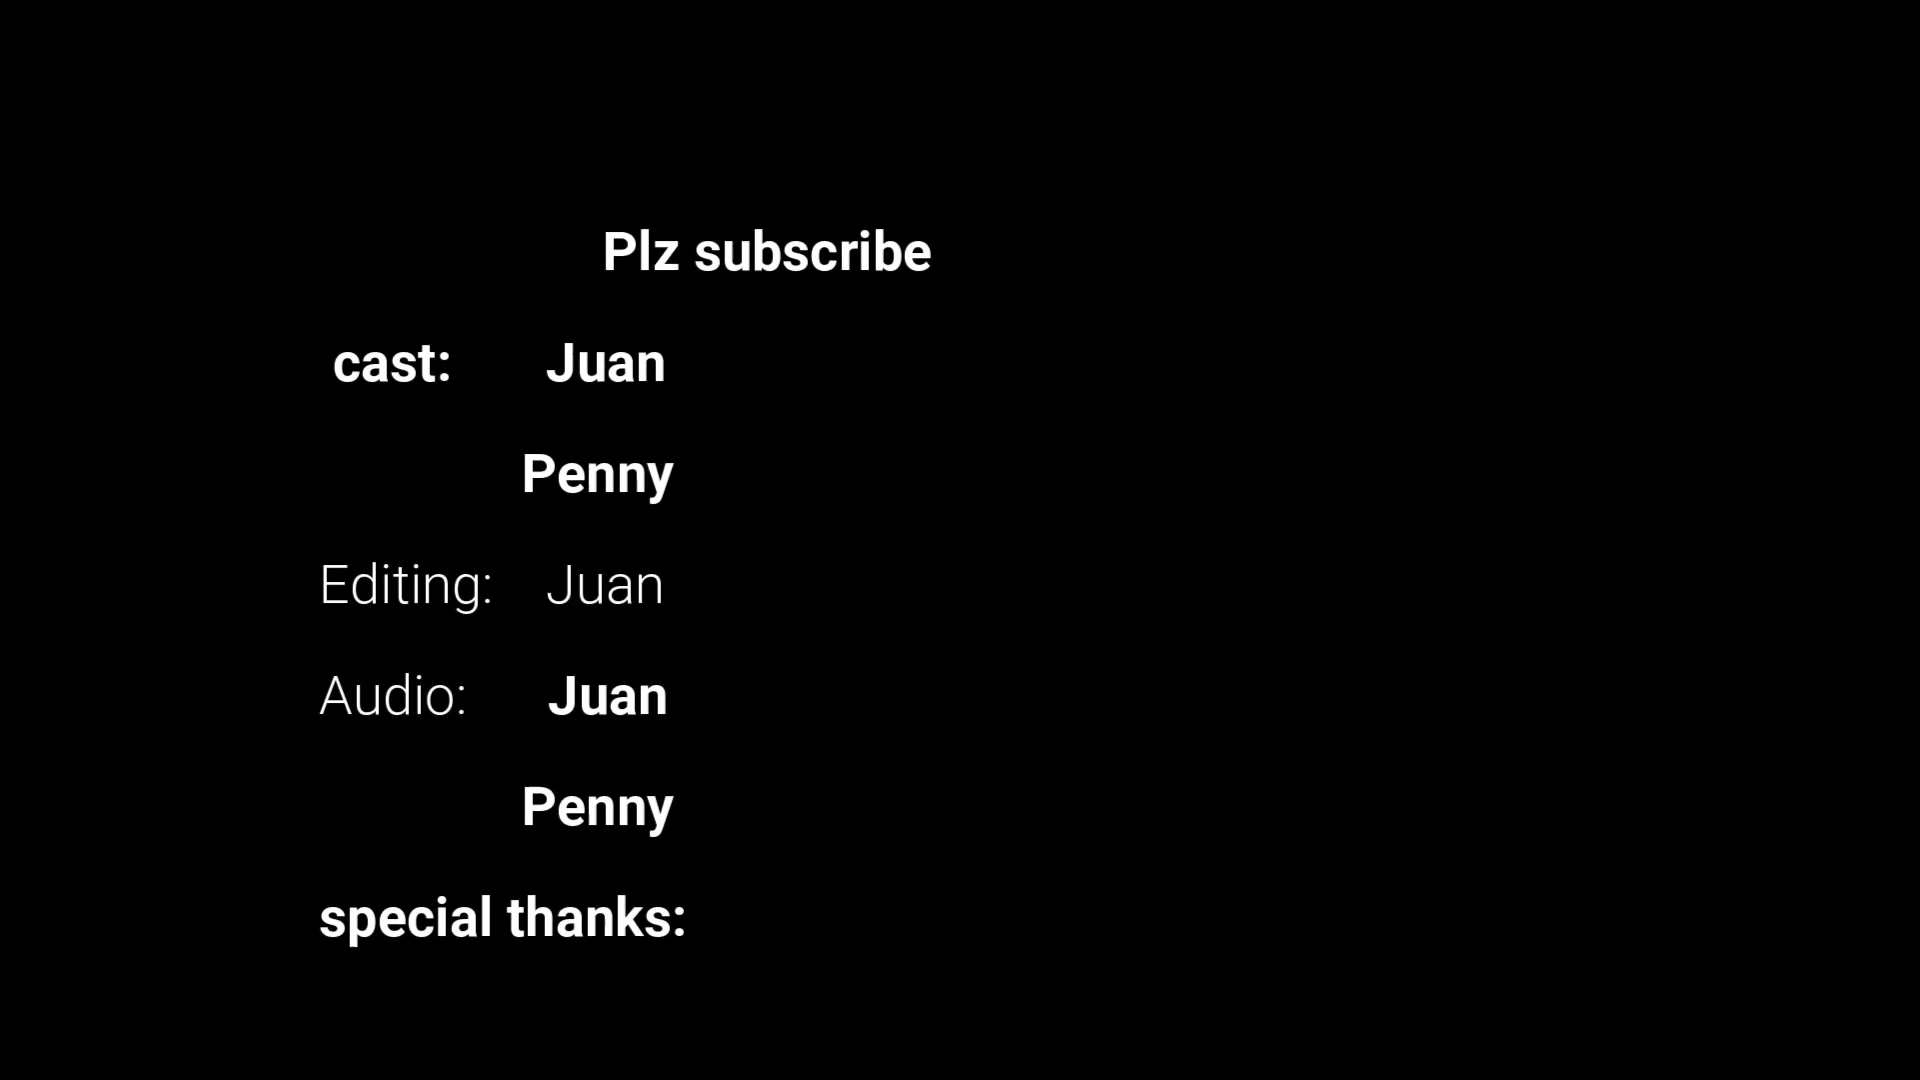 Plz subscribe
cast: Juan
Penny
Editing: Juan
Audio: Juan
Penny
special thanks: